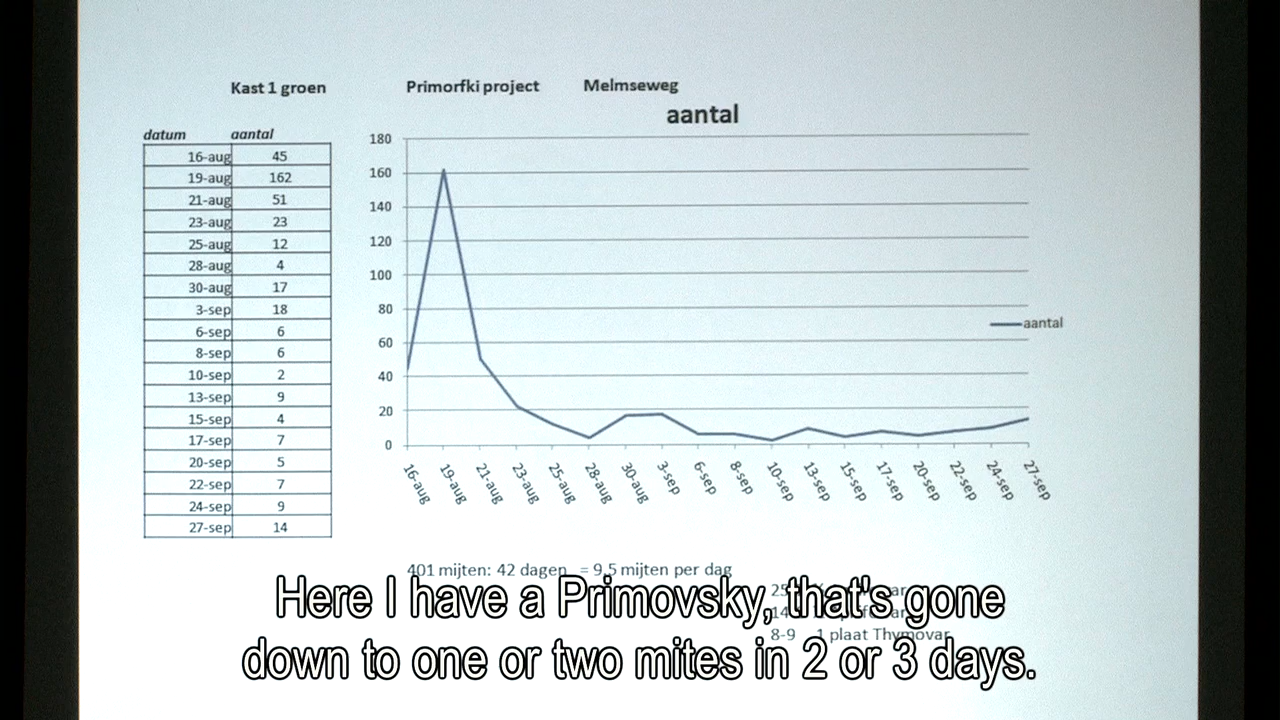 Kast 1 groen Primorfki project Melmseweg
aantal
datum aantal
16-aug 45
19-aug 162
21-aug 51
23-aug 23
25-aug 12
28-aug 4
30-aug 17
3-sep 18
6-sep 6
8-sep 6
10-sep 2
13-sep 9
15-sep 4
17-sep 7
20-sep 5
22-sep 7
24-sep 9
27-sep 14
180
160
140
120
100
80
60
40
20
0
aantal
16-aug 19-aug 21-aug 23-aug 25-aug 28-aug 30-aug 3-sep 6-sep 8-sep 10-sep 13-sep 15-sep 17-sep 20-sep 22-sep 24-sep 27-sep
401 mijten: 42 dagen = 9,5 mijten per dag
8-9 1 plaat Thymovar
Here I have a Primovsky, that's gone
down to one or two mites in 2 or 3 days.